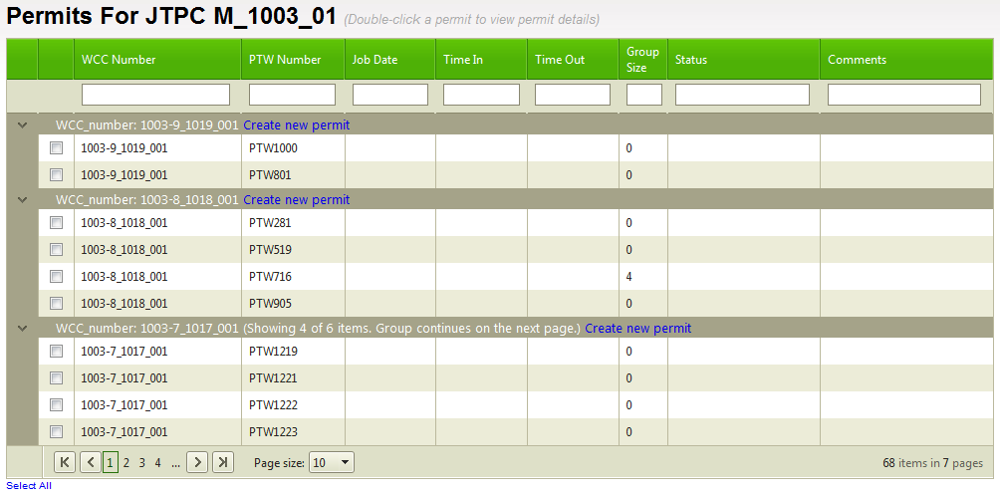 Permits For JTPC M_1003_01 (Double-click a permit to view permit details)
WCC Number PTW Number Job Date Time In Time Out Group Size Status Comments
WCC_number: 1003-9_1019_001 Create new permit
1003-9_1019_001 PTW1000 0
1003-9_1019_001 PTW801 0
WCC_number: 1003-8_1018_001 Create new permit
1003-8_1018_001 PTW281 0
1003-8_1018_001 PTW519 0
1003-8_1018_001 PTW716 4
1003-8_1018_001 PTW905 0
WCC_number: 1003-7_1017_001 (Showing 4 of 6 items. Group continues on the next page.) Create new permit
1003-7_1017_001 PTW1219 0
1003-7_1017_001 PTW1221 0
1003-7_1017_001 PTW1222 0
1003-7_1017_001 PTW1223 0
1 2 3 4 ... Page size: 10 68 items in 7 pages
Select All